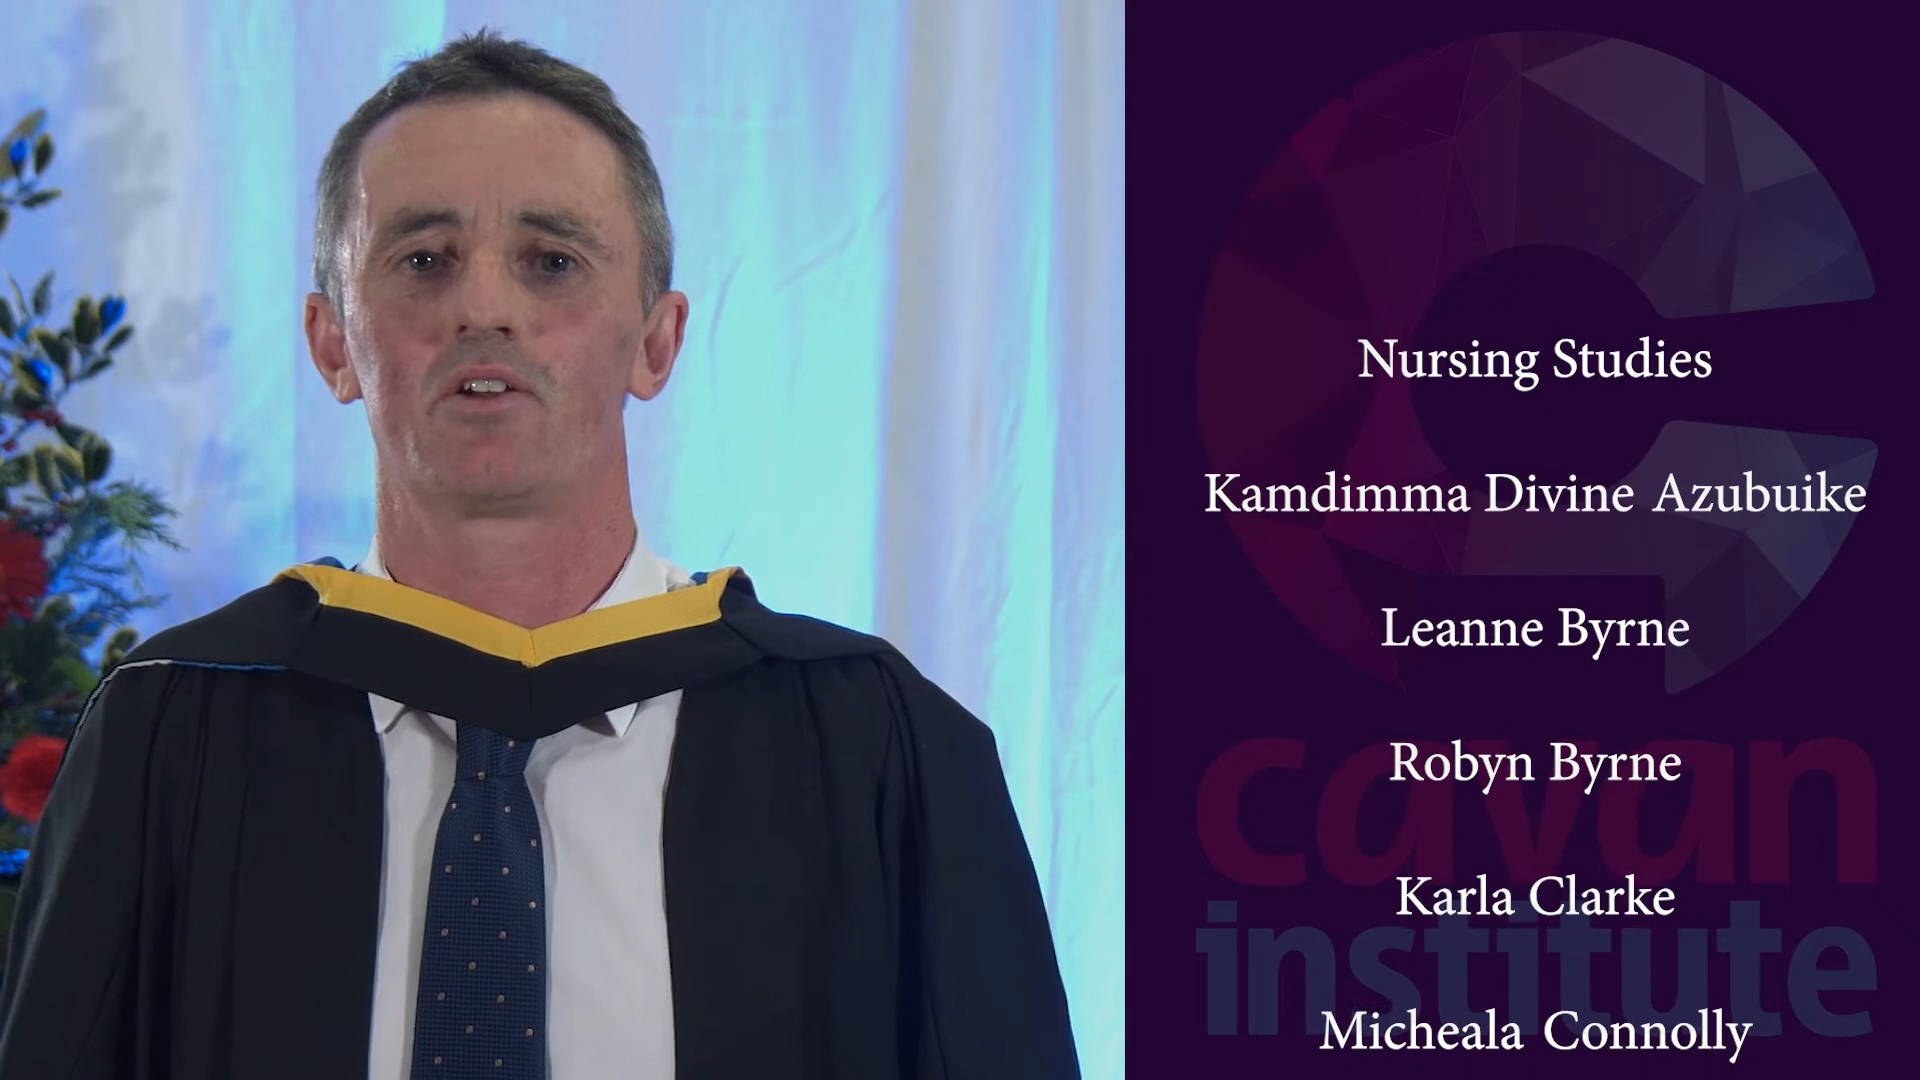 Nursing Studies
Kamdimma Divine Azubuike
Leanne Byrne
Robyn Byrne
cavan
Karla Clarke
institute
Micheala Connolly